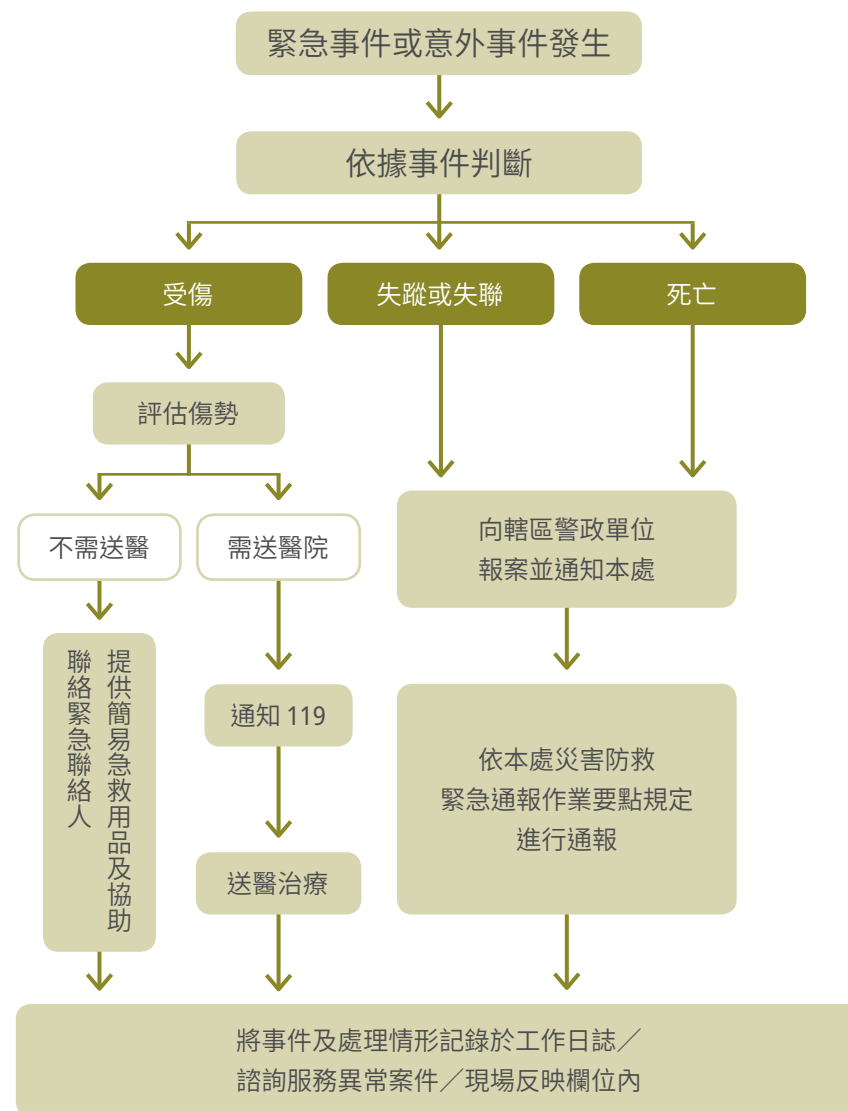 緊急事件或意外事件發生
依據事件判斷
受傷
失蹤或失聯
死亡
評估傷勢
不需送醫
需送醫院
向轄區警政單位
報案並通知本處
提供簡易急救用品及協助
聯絡緊急聯絡人
通知 119
依本處災害防救
緊急通報作業要點規定
進行通報
送醫治療
將事件及處理情形記錄於工作日誌／
諮詢服務異常案件／現場反映欄位內